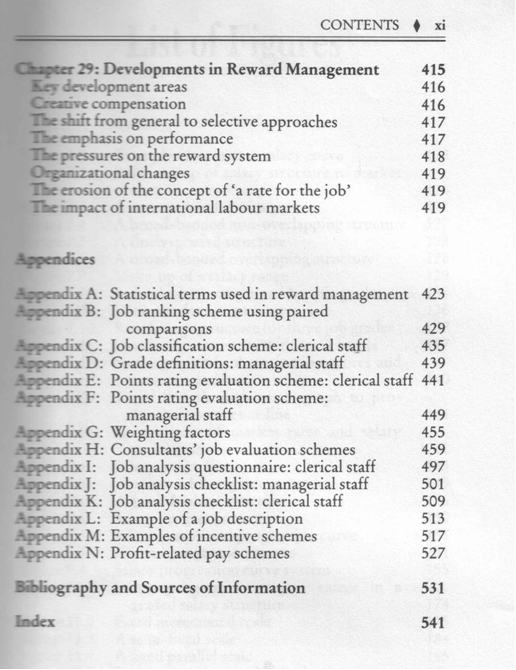 CONTENTS ♦ xi
Chapter 29: Developments in Reward Management 415
Key development areas 416
Creative compensation 416
The shift from general to selective approaches 417
The emphasis on performance 417
The pressures on the reward system 418
Organizational changes 419
The erosion of the concept of ‘a rate for the job’ 419
The impact of international labour markets 419
Appendices
Appendix A: Statistical terms used in reward management 423
Appendix B: Job ranking scheme using paired
comparisons 429
Appendix C: Job classification scheme: clerical staff 435
Appendix D: Grade definitions: managerial staff 439
Appendix E: Points rating evaluation scheme: clerical staff 441
Appendix F: Points rating evaluation scheme:
managerial staff 449
Appendix G: Weighting factors 455
Appendix H: Consultants’ job evaluation schemes 459
Appendix I: Job analysis questionnaire: clerical staff 497
Appendix J: Job analysis checklist: managerial staff 501
Appendix K: Job analysis checklist: clerical staff 509
Appendix L: Example of a job description 513
Appendix M: Examples of incentive schemes 517
Appendix N: Profit-related pay schemes 527
Bibliography and Sources of Information 531
Index 541